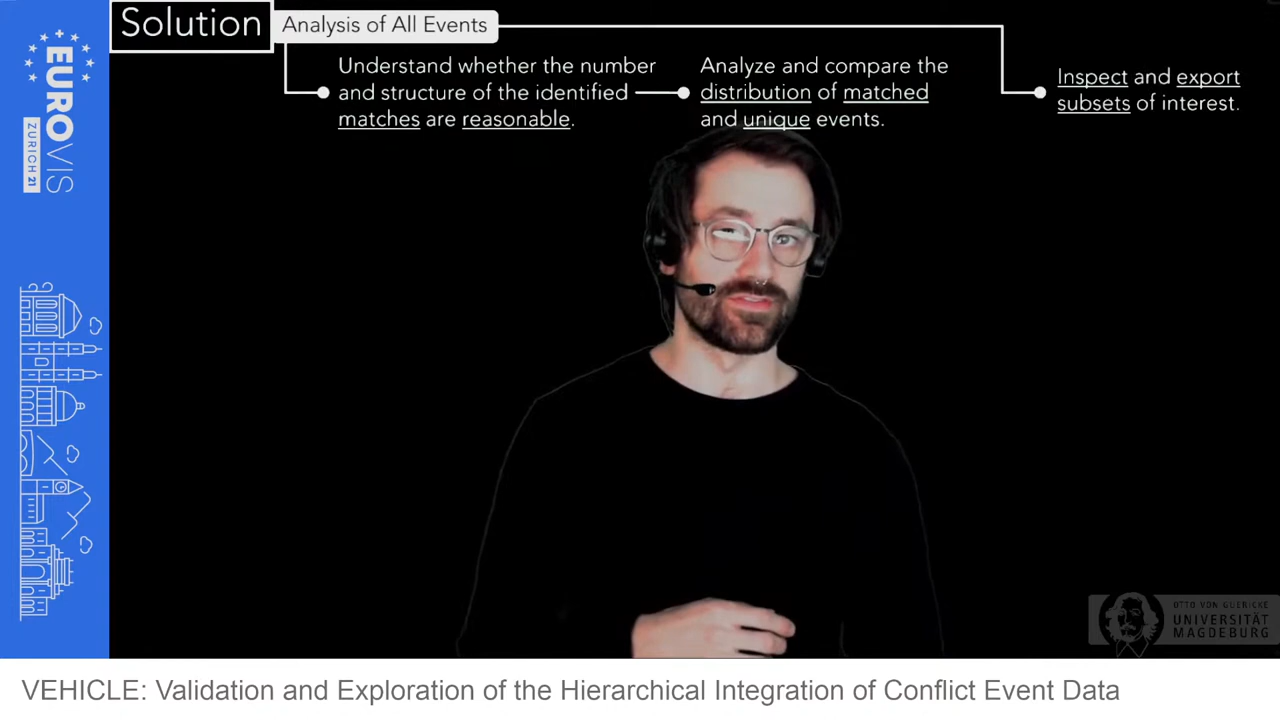 Solution
Analysis of All Events
Understand whether the number
and structure of the identified
matches are reasonable.
Analyze and compare the
distribution of matched
and unique events.
Inspect and export
subsets of interest.
EUROVIS
ZURICH 21
OTTO VON GUERICKE
UNIVERSITÄT
MAGDEBURG
VEHICLE: Validation and Exploration of the Hierarchical Integration of Conflict Event Data